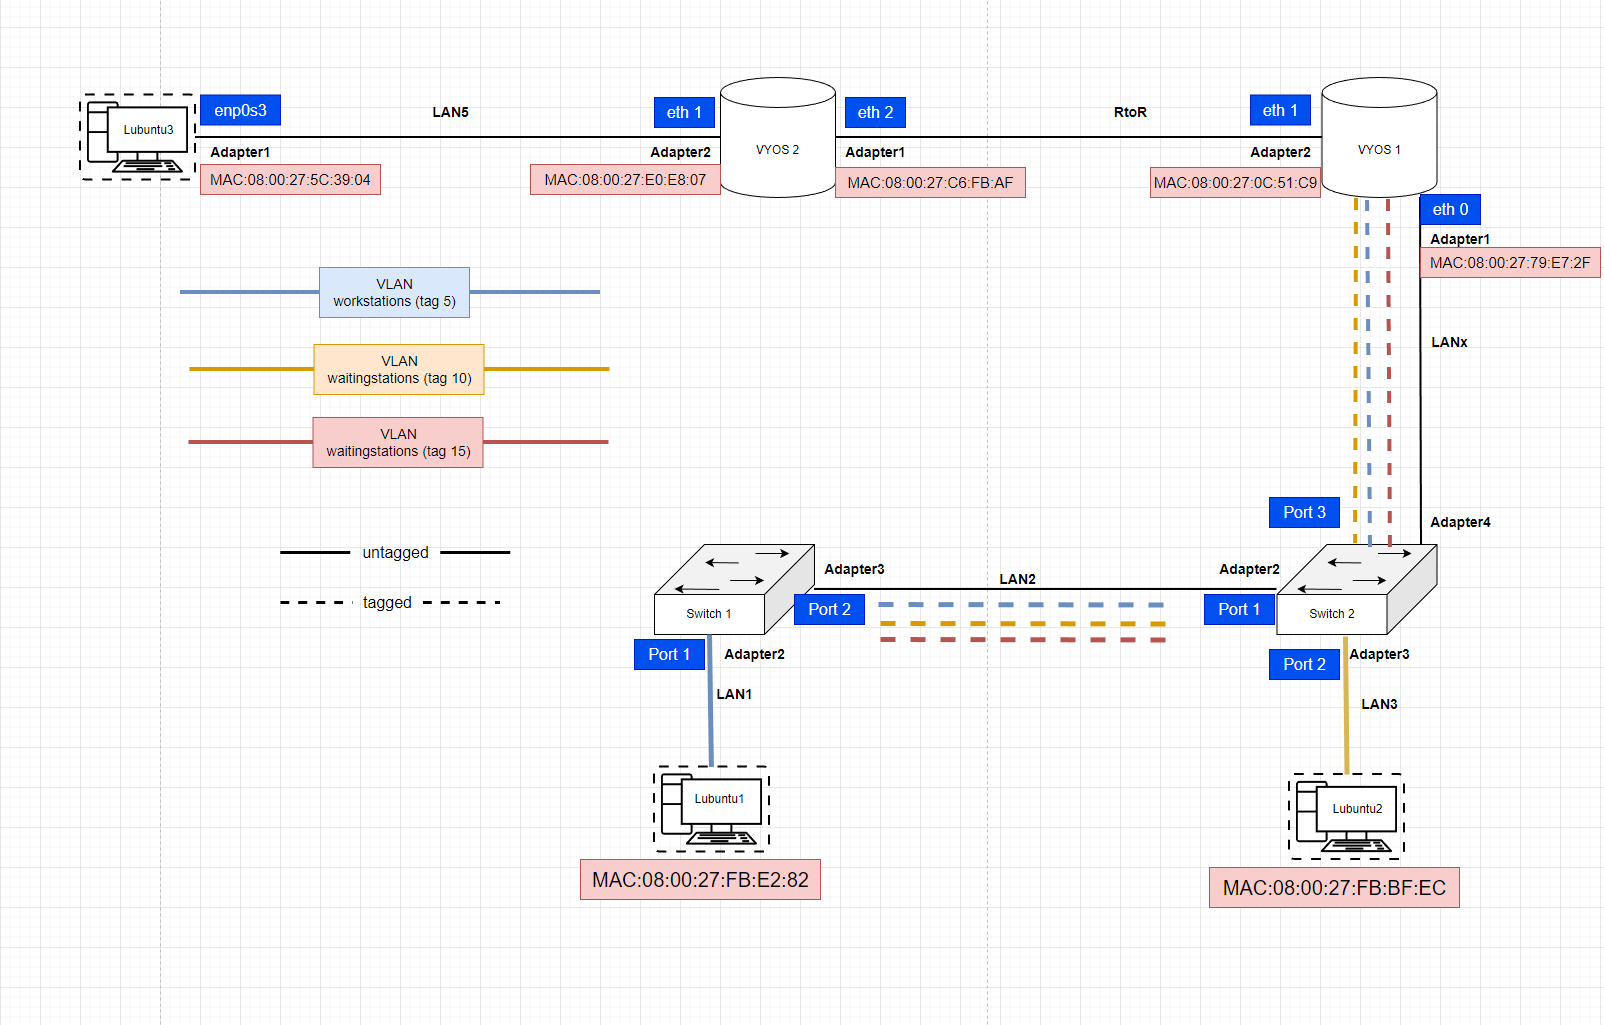 enp0s3
LAN5
eth 1
eth 2
RtoR
eth 1
Lubuntu3
Adapter1
Adapter2
VYOS 2
Adapter1
Adapter2
VYOS 1
MAC:08:00:27:5C:39:04
MAC:08:00:27:E0:E8:07
MAC:08:00:27:C6:FB:AF
MAC:08:00:27:0C:51:C9
eth 0
Adapter1
MAC:08:00:27:79:E7:2F
VLAN
workstations (tag 5)
LANx
VLAN
waitingstations (tag 10)
VLAN
waitingstations (tag 15)
Port 3
Adapter4
untagged
tagged
Adapter3
LAN2
Adapter2
Switch 1
Port 2
Port 1
Switch 2
Port 1
Adapter2
Port 2
Adapter3
LAN1
LAN3
Lubuntu1
Lubuntu2
MAC:08:00:27:FB:E2:82
MAC:08:00:27:FB:BF:EC